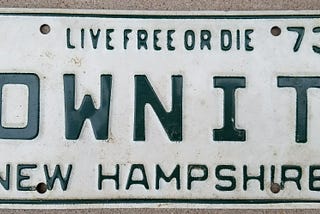 LIVE FREE OR DIE 73
OWNIT
NEW HAMPSHIRE